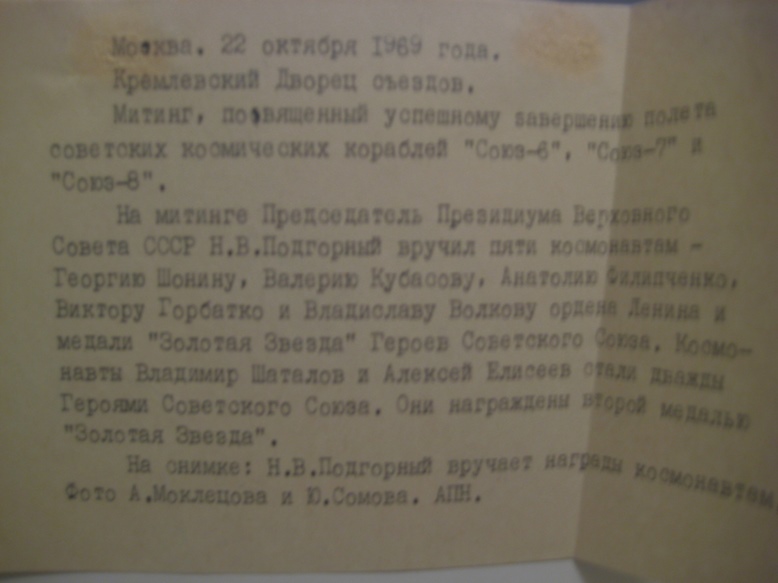 Москва. 22 октября 1969 года.
Кремлевский Дворец съездов.
Митинг, посвященный успешному завершению полета
советских космических кораблей "Союз-6", "Союз-7" и
"Союз-8".
На митинге Председатель Президиума Верховного
Совета СССР Н.В.Подгорный вручил пяти космонавтам -
Георгию Шонину, Валерию Кубасову, Анатолию Филипченко,
Виктору Горбатко и Владиславу Волкову ордена Ленина и
медали "Золотая Звезда" Героев Советского Союза. Космо-
навты Владимир Шаталов и Алексей Елисеев стали дважды
Героями Советского Союза. Они награждены второй медалью
"Золотая Звезда".
На снимке: Н.В.Подгорный вручает награды космонавтам.
Фото А.Моклецова и Ю.Сомова. АПН.